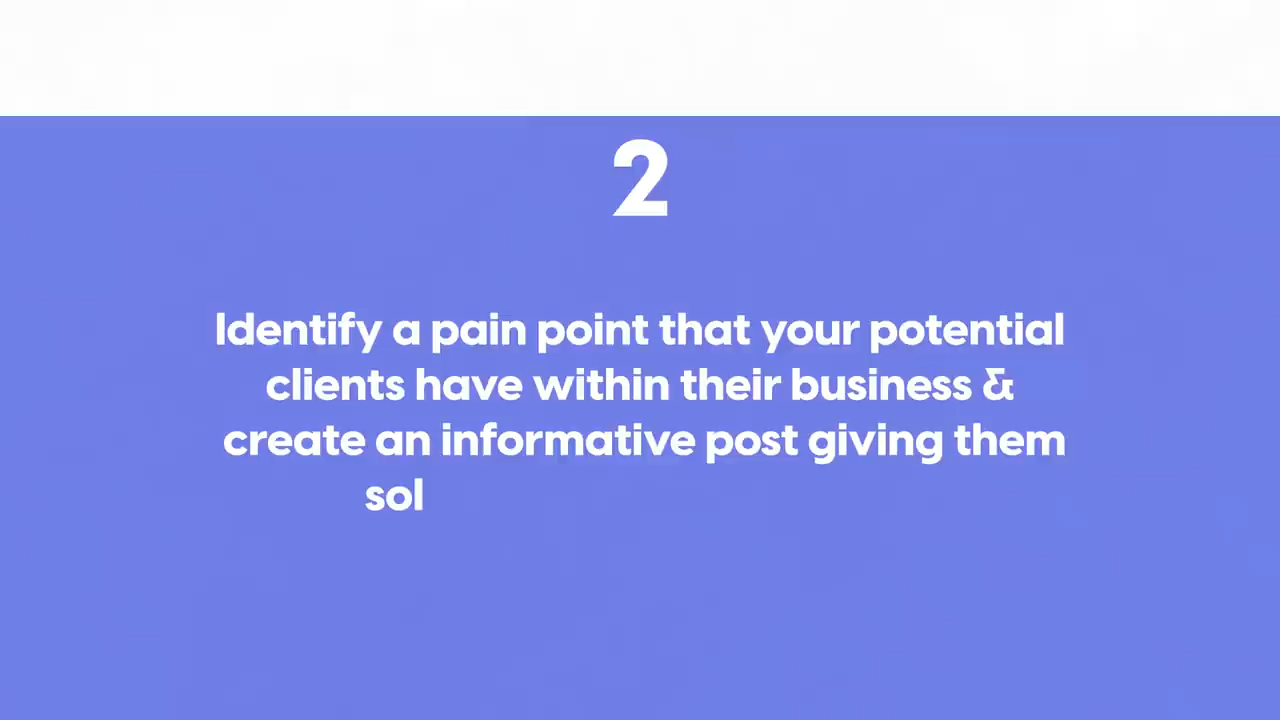 2
Identify a pain point that your potential
clients have within their business &
create an informative post giving them
sol